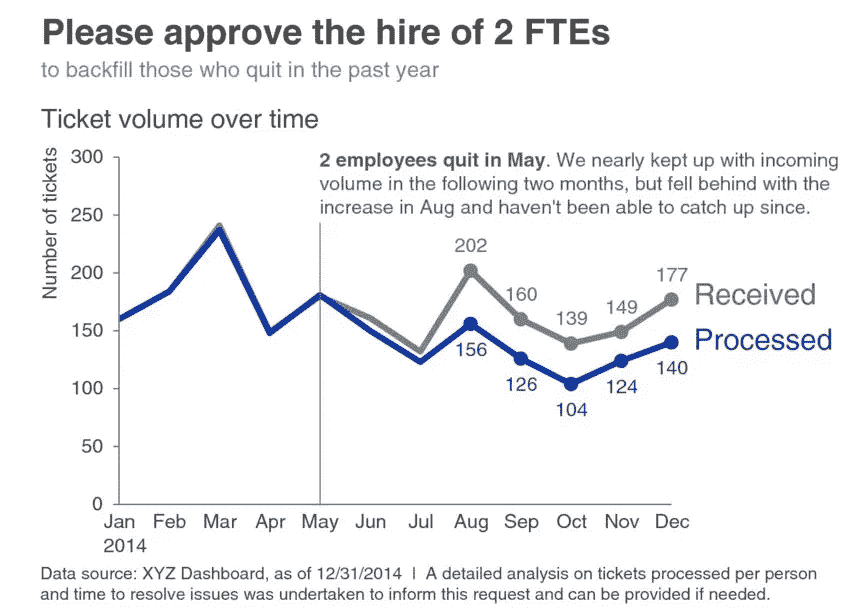 Please approve the hire of 2 FTEs
to backfill those who quit in the past year
Ticket volume over time
2 employees quit in May. We nearly kept up with incoming
volume in the following two months, but fell behind with the
increase in Aug and haven't been able to catch up since.
Number of tickets
300
250
200
150
100
50
0
202
160
139
149
177
Received
156
126
104
124
140
Processed
Jan Feb Mar Apr May Jun Jul Aug Sep Oct Nov Dec
2014
Data source: XYZ Dashboard, as of 12/31/2014 | A detailed analysis on tickets processed per person
and time to resolve issues was undertaken to inform this request and can be provided if needed.